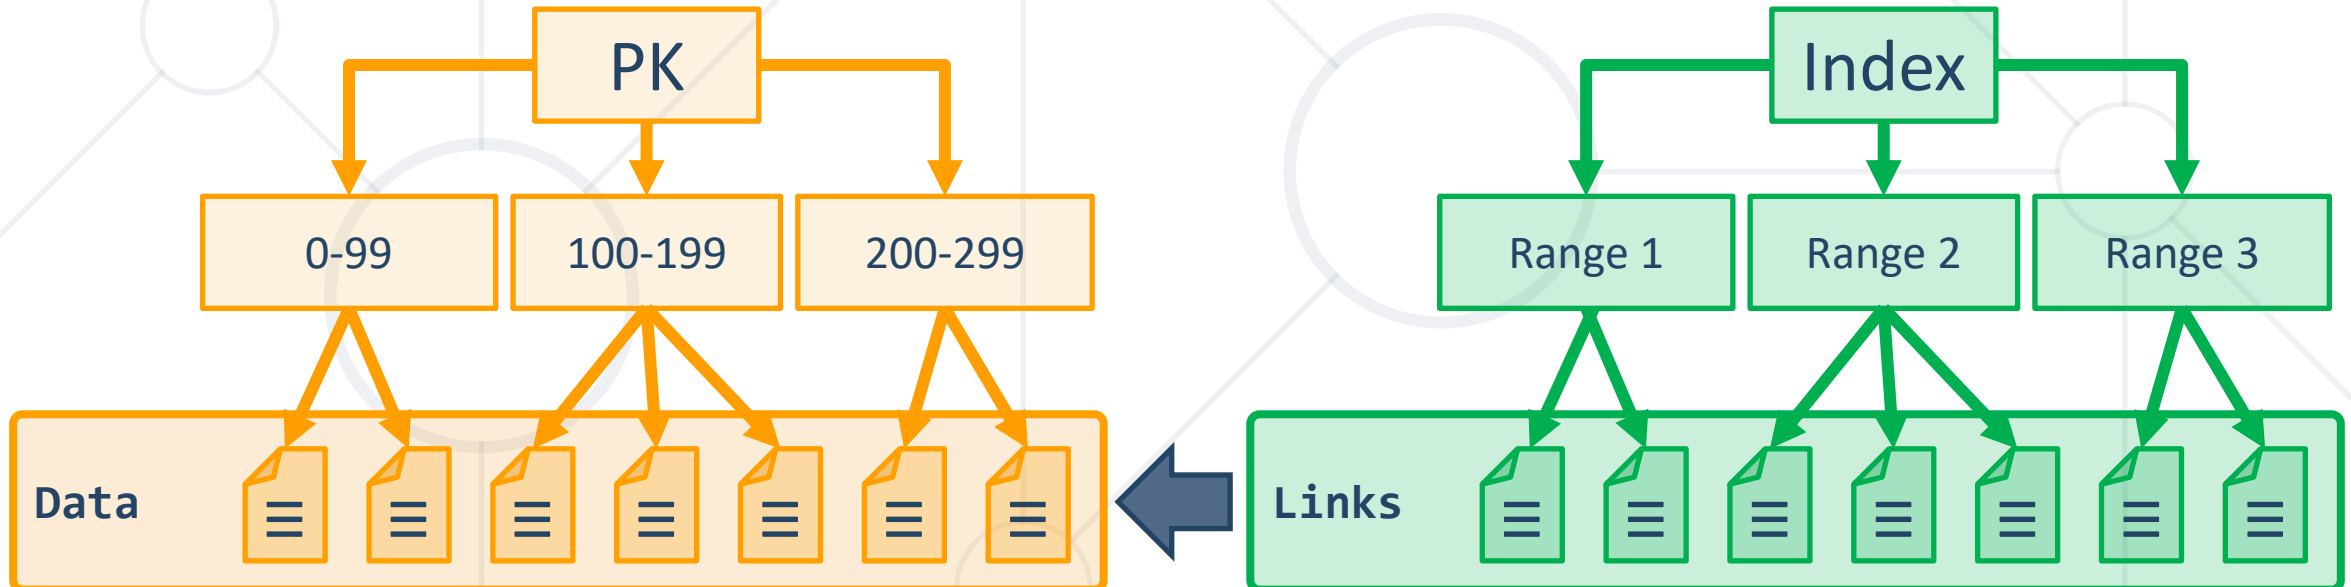 PK
0-99
100-199
200-299
Data
Index
Range 1
Range 2
Range 3
Links